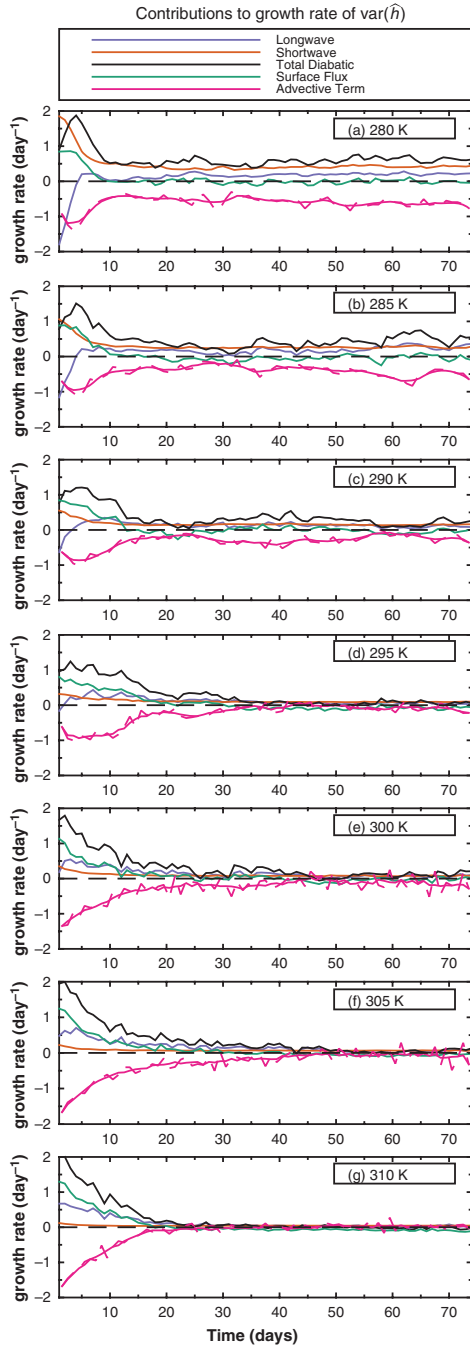 Contributions to growth rate of var(ĥ)
Longwave
Shortwave
Total Diabatic
Surface Flux
Advective Term
growth rate (day⁻¹)
2
1
0
−1
−2
(a) 280 K
10 20 30 40 50 60 70
growth rate (day⁻¹)
2
1
0
−1
−2
(b) 285 K
10 20 30 40 50 60 70
growth rate (day⁻¹)
2
1
0
−1
−2
(c) 290 K
10 20 30 40 50 60 70
growth rate (day⁻¹)
2
1
0
−1
−2
(d) 295 K
10 20 30 40 50 60 70
growth rate (day⁻¹)
2
1
0
−1
−2
(e) 300 K
10 20 30 40 50 60 70
growth rate (day⁻¹)
2
1
0
−1
−2
(f) 305 K
10 20 30 40 50 60 70
growth rate (day⁻¹)
2
1
0
−1
−2
(g) 310 K
10 20 30 40 50 60 70
Time (days)